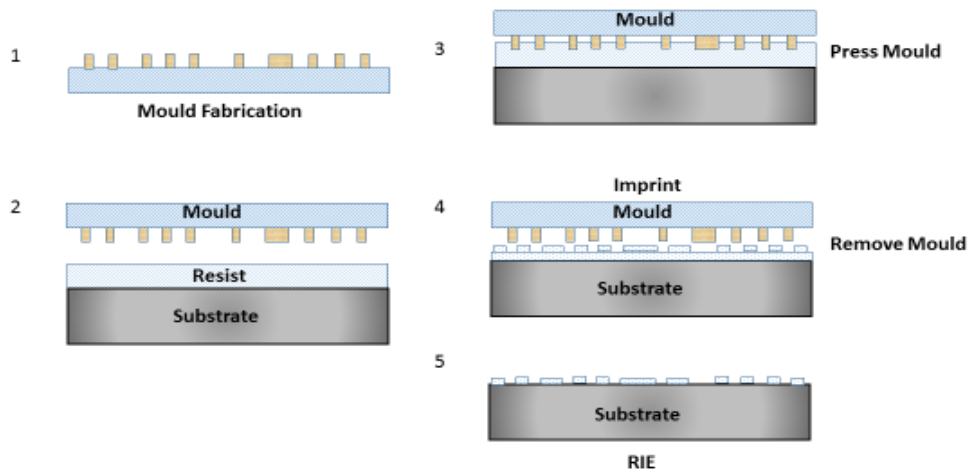 1
Mould Fabrication
2
Mould
Resist
Substrate
3
Mould
Press Mould
4
Imprint
Mould
Remove Mould
Substrate
5
Substrate
RIE